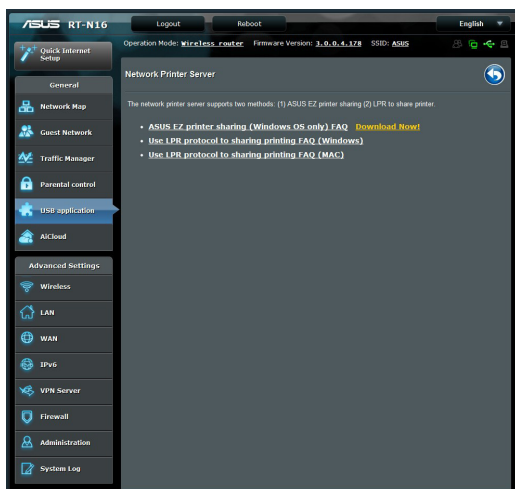 ASUS RT-N16
Logout
Reboot
English
Operation Mode: Wireless router Firmware Version: 3.0.0.4.178 SSID: ASUS
Quick Internet
Setup
General
Network Map
Guest Network
Traffic Manager
Parental control
USB application
AiCloud
Advanced Settings
Wireless
LAN
WAN
IPv6
VPN Server
Firewall
Administration
System Log
Network Printer Server
The network printer server supports two methods: (1) ASUS EZ printer sharing (2) LPR to share printer.
ASUS EZ printer sharing (Windows OS only) FAQ Download Now!
Use LPR protocol to sharing printing FAQ (Windows)
Use LPR protocol to sharing printing FAQ (MAC)